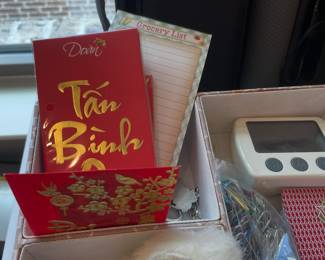 Doan
Grocery List
Tấn
Bình